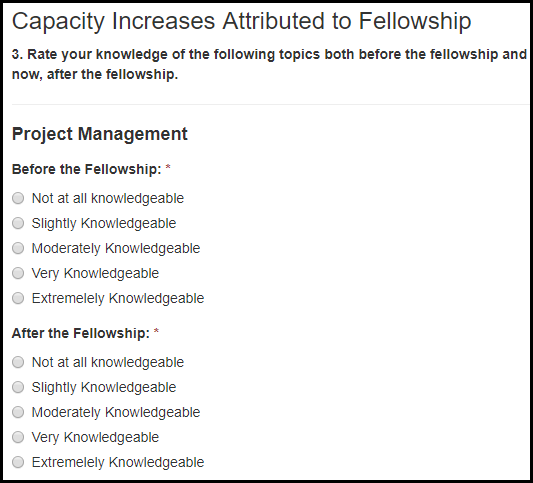 Capacity Increases Attributed to Fellowship
3. Rate your knowledge of the following topics both before the fellowship and
now, after the fellowship.
Project Management
Before the Fellowship: *
Not at all knowledgeable
Slightly Knowledgeable
Moderately Knowledgeable
Very Knowledgeable
Extremelely Knowledgeable
After the Fellowship: *
Not at all knowledgeable
Slightly Knowledgeable
Moderately Knowledgeable
Very Knowledgeable
Extremelely Knowledgeable